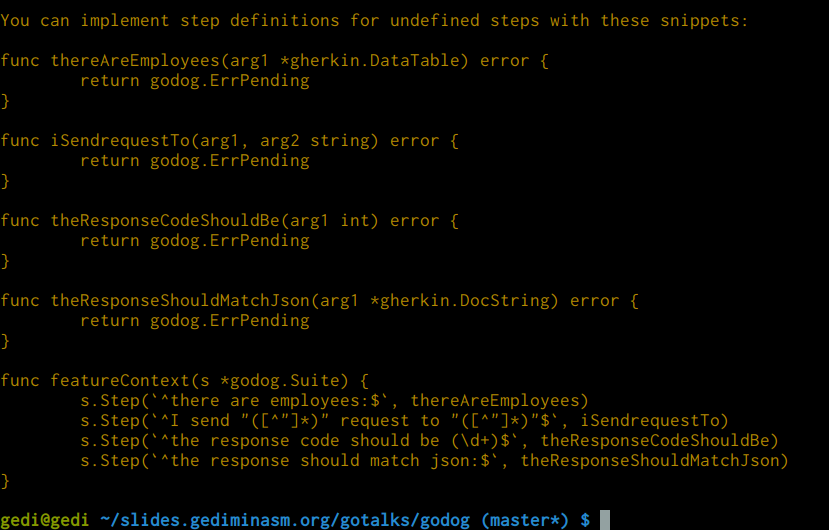 You can implement step definitions for undefined steps with these snippets:

func thereAreEmployees(arg1 *gherkin.DataTable) error {
        return godog.ErrPending
}

func iSendrequestTo(arg1, arg2 string) error {
        return godog.ErrPending
}

func theResponseCodeShouldBe(arg1 int) error {
        return godog.ErrPending
}

func theResponseShouldMatchJson(arg1 *gherkin.DocString) error {
        return godog.ErrPending
}

func featureContext(s *godog.Suite) {
        s.Step(`^there are employees:$`, thereAreEmployees)
        s.Step(`^I send "([^"]*)" request to "([^"]*)"$`, iSendrequestTo)
        s.Step(`^the response code should be (\d+)$`, theResponseCodeShouldBe)
        s.Step(`^the response should match json:$`, theResponseShouldMatchJson)
}

gedi@gedi ~/slides.gediminasm.org/gotalks/godog (master*) $